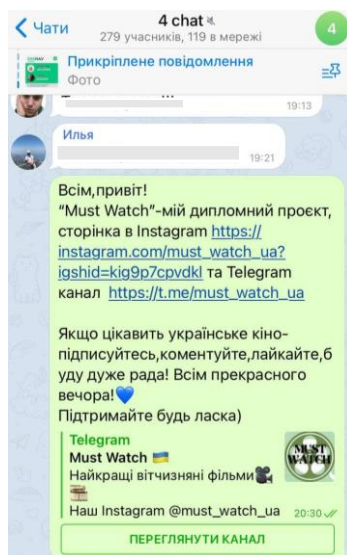 Чати
4 chat
279 учасників, 119 в мережі
4
Прикріплене повідомлення
Фото
19:13
Илья
19:21
Всім,привіт!
“Must Watch”-мій дипломний проєкт,
сторінка в Instagram https://
instagram.com/must_watch_ua?
igshid=kig9p7cpvdkl та Telegram
канал https://t.me/must_watch_ua
Якщо цікавить українське кіно-
підписуйтесь,коментуйте,лайкайте,б
уду дуже рада! Всім прекрасного
вечора!💙
Підтримайте будь ласка)
Telegram
Must Watch 🇺🇦
Найкращі вітчизняні фільми🎥
Наш Instagram @must_watch_ua
MUST
WATCH
20:30
ПЕРЕГЛЯНУТИ КАНАЛ